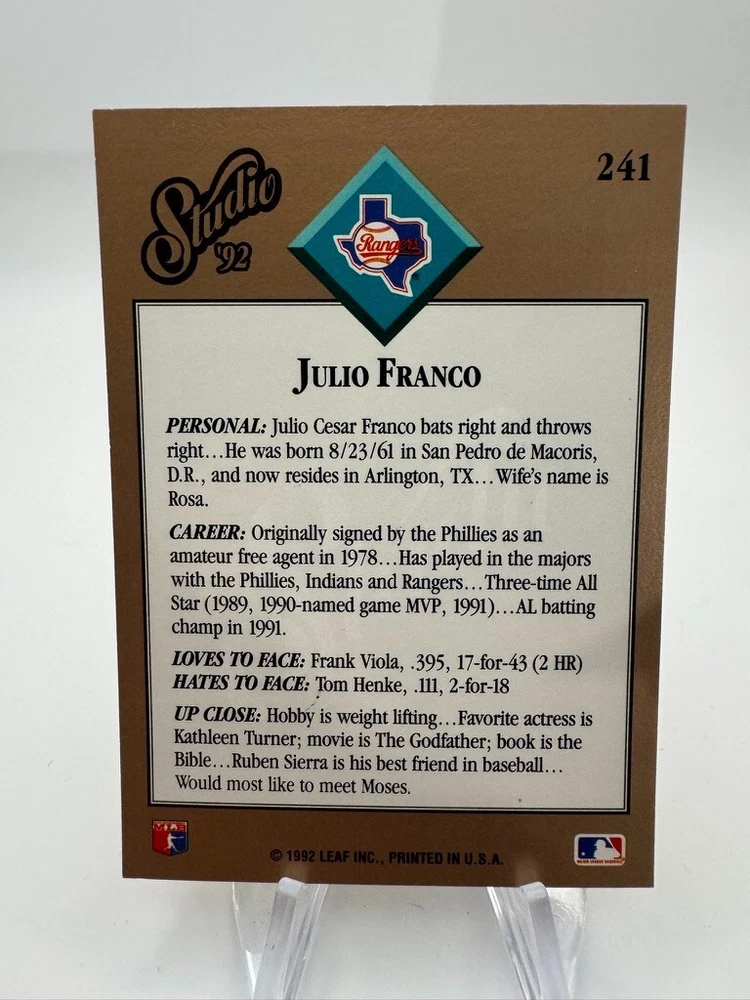 Studio '92
241
Rangers
JULIO FRANCO
PERSONAL: Julio Cesar Franco bats right and throws
right...He was born 8/23/61 in San Pedro de Macoris,
D.R., and now resides in Arlington, TX...Wife's name is
Rosa.
CAREER: Originally signed by the Phillies as an
amateur free agent in 1978...Has played in the majors
with the Phillies, Indians and Rangers...Three-time All
Star (1989, 1990-named game MVP, 1991)...AL batting
champ in 1991.
LOVES TO FACE: Frank Viola, .395, 17-for-43 (2 HR)
HATES TO FACE: Tom Henke, .111, 2-for-18
UP CLOSE: Hobby is weight lifting...Favorite actress is
Kathleen Turner; movie is The Godfather; book is the
Bible...Ruben Sierra is his best friend in baseball...
Would most like to meet Moses.
MLB
© 1992 LEAF INC., PRINTED IN U.S.A.
MAJOR LEAGUE BASEBALL